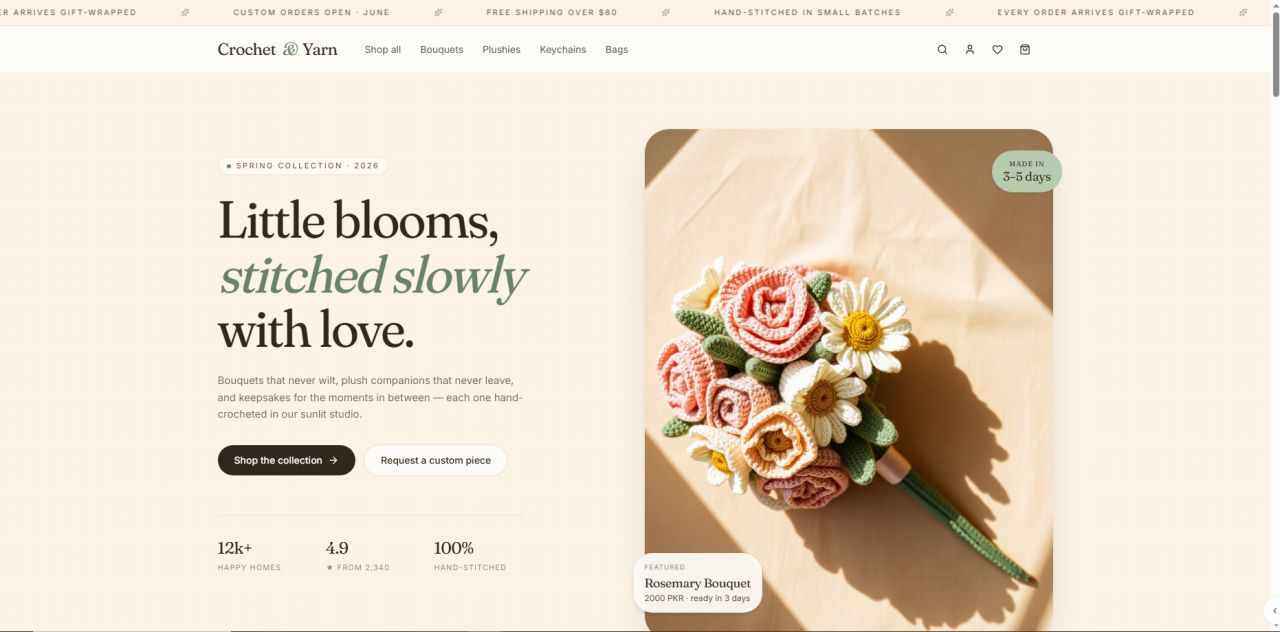 ER ARRIVES GIFT-WRAPPED CUSTOM ORDERS OPEN · JUNE FREE SHIPPING OVER $80 HAND-STITCHED IN SMALL BATCHES EVERY ORDER ARRIVES GIFT-WRAPPED
Crochet & Yarn Shop all Bouquets Plushies Keychains Bags
SPRING COLLECTION · 2026
Little blooms,
stitched slowly
with love.
Bouquets that never wilt, plush companions that never leave,
and keepsakes for the moments in between — each one hand-
crocheted in our sunlit studio.
Shop the collection → Request a custom piece
12k+ 4.9 100%
HAPPY HOMES ★ FROM 2,340 HAND-STITCHED
MADE IN
3–5 days
FEATURED
Rosemary Bouquet
2000 PKR · ready in 3 days